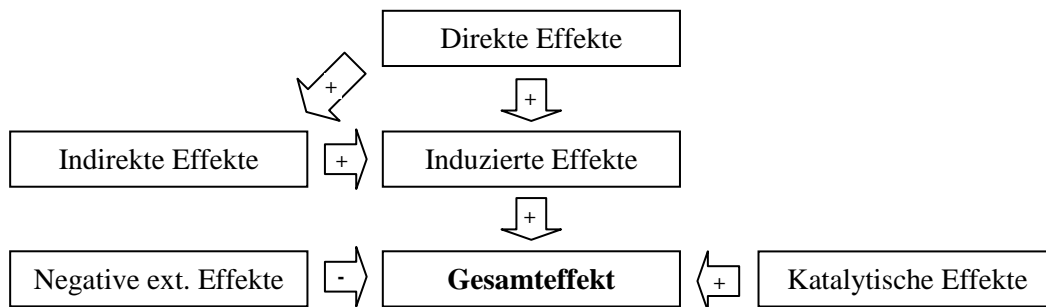 Direkte Effekte
+
+
Indirekte Effekte
+
Induzierte Effekte
+
Negative ext. Effekte
-
Gesamteffekt
+
Katalytische Effekte